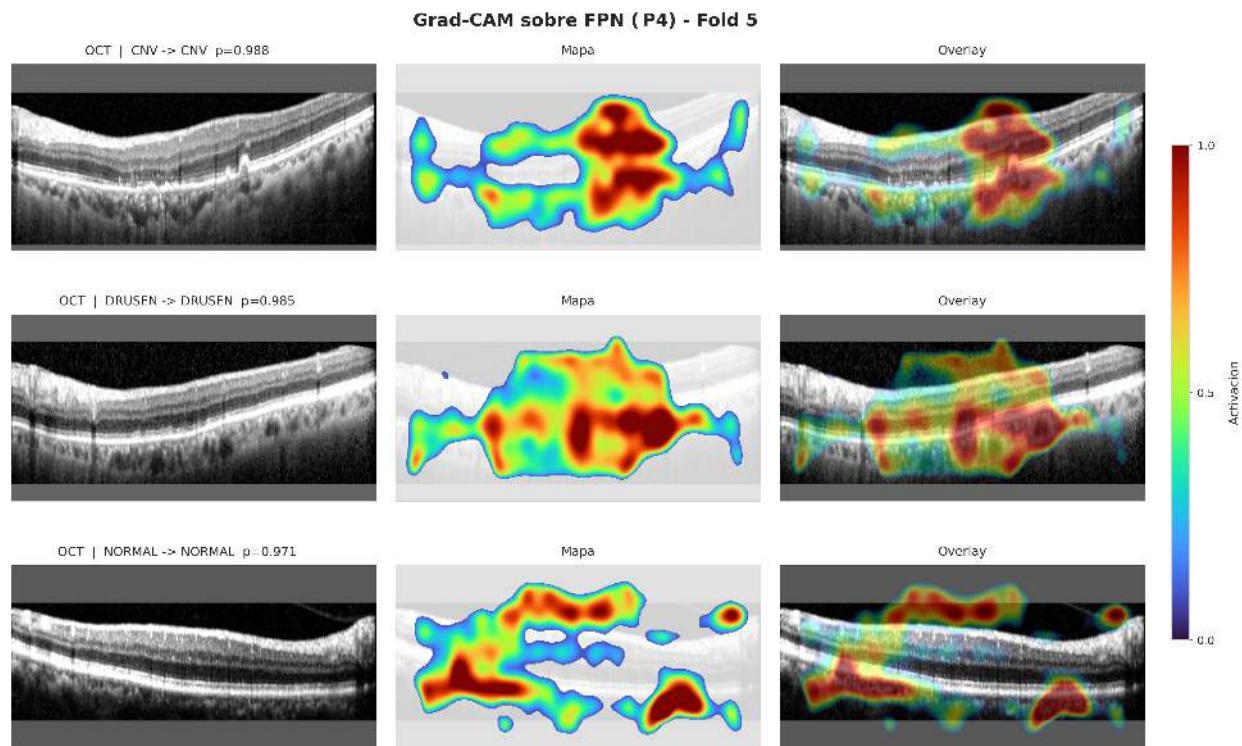 Grad-CAM sobre FPN (P4) - Fold 5
OCT | CNV -> CNV p=0.988
Mapa
Overlay
OCT | DRUSEN -> DRUSEN p=0.985
Mapa
Overlay
OCT | NORMAL -> NORMAL p=0.971
Mapa
Overlay
1.0
0.5
0.0
Activacion